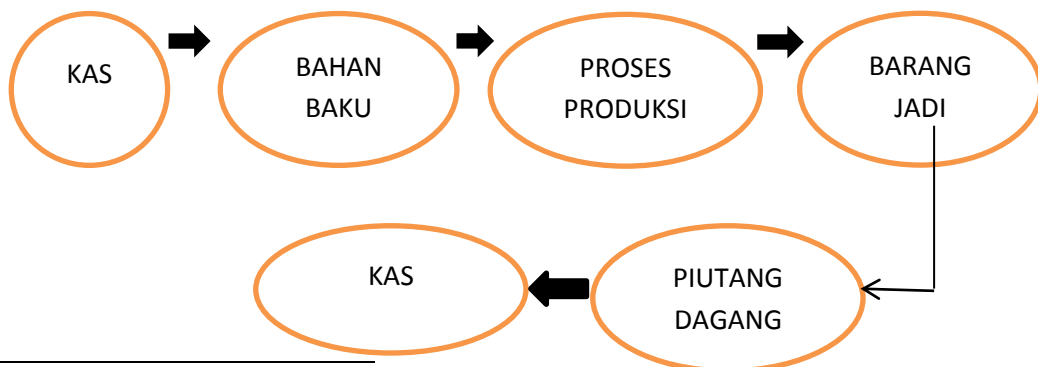 KAS
BAHAN
BAKU
PROSES
PRODUKSI
BARANG
JADI
KAS
PIUTANG
DAGANG